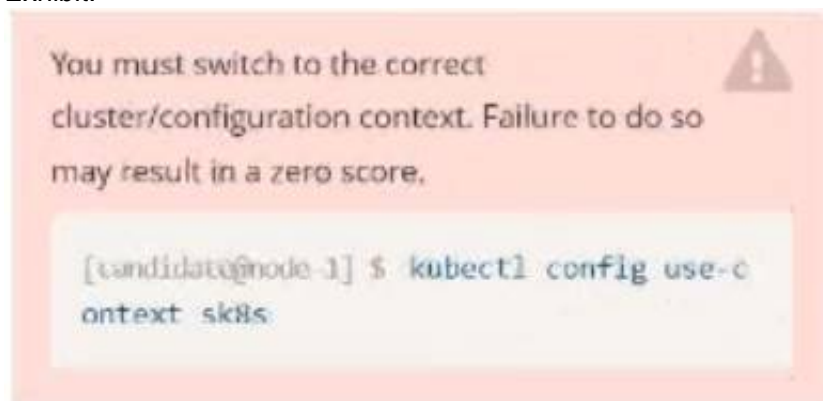 You must switch to the correct
cluster/configuration context. Failure to do so
may result in a zero score.
[candidate@node-1] $ kubectl config use-c
ontext sk8s